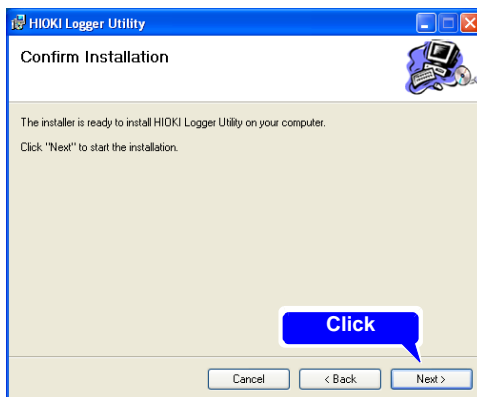 HIOKI Logger Utility
Confirm Installation
The installer is ready to install HIOKI Logger Utility on your computer.
Click "Next" to start the installation.
Click
Cancel
< Back
Next >